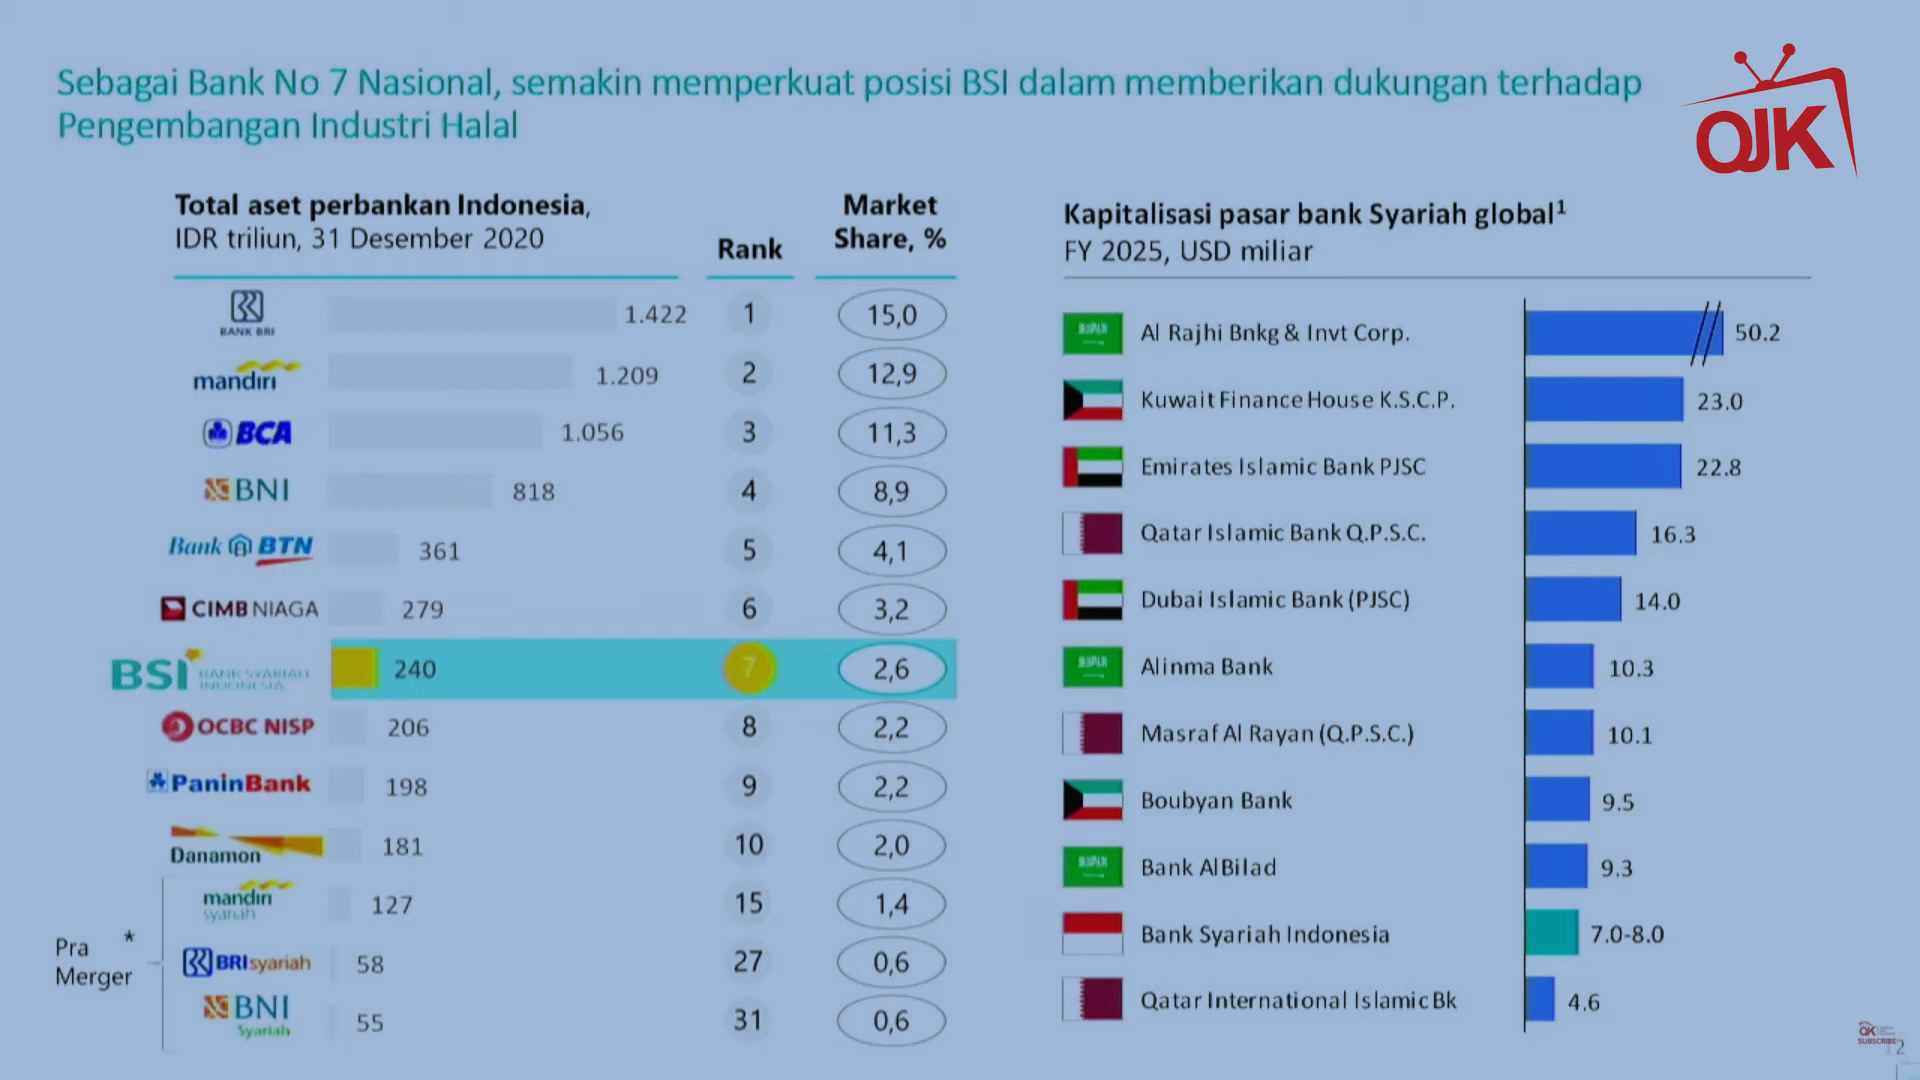 Sebagai Bank No 7 Nasional, semakin memperkuat posisi BSI dalam memberikan dukungan terhadap
Pengembangan Industri Halal
OJK
Total aset perbankan Indonesia,
IDR triliun, 31 Desember 2020
Rank
Market
Share, %
BANK BRI 1.422 1 15,0
mandiri 1.209 2 12,9
BCA 1.056 3 11,3
BNI 818 4 8,9
Bank BTN 361 5 4,1
CIMB NIAGA 279 6 3,2
BSI BANK SYARIAH INDONESIA 240 7 2,6
OCBC NISP 206 8 2,2
PaninBank 198 9 2,2
Danamon 181 10 2,0
Pra Merger *
mandiri syariah 127 15 1,4
BRIsyariah 58 27 0,6
BNI Syariah 55 31 0,6
Kapitalisasi pasar bank Syariah global¹
FY 2025, USD miliar
Al Rajhi Bnkg & Invt Corp. 50.2
Kuwait Finance House K.S.C.P. 23.0
Emirates Islamic Bank PJSC 22.8
Qatar Islamic Bank Q.P.S.C. 16.3
Dubai Islamic Bank (PJSC) 14.0
Alinma Bank 10.3
Masraf Al Rayan (Q.P.S.C.) 10.1
Boubyan Bank 9.5
Bank AlBilad 9.3
Bank Syariah Indonesia 7.0-8.0
Qatar International Islamic Bk 4.6
OJK
SUBSCRIBE